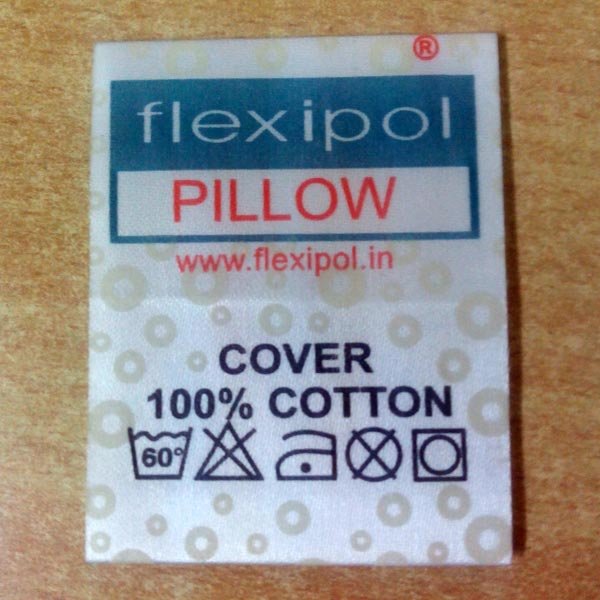 ®
flexipol
PILLOW
www.flexipol.in
COVER
100% COTTON
60°